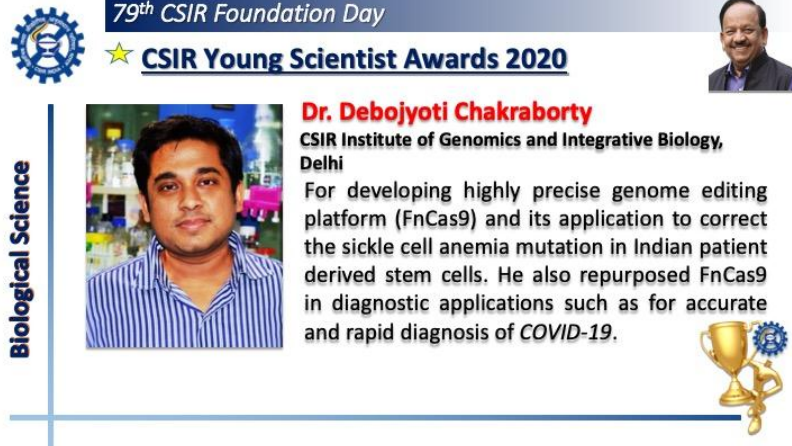 79th CSIR Foundation Day
CSIR Young Scientist Awards 2020
Dr. Debojyoti Chakraborty
CSIR Institute of Genomics and Integrative Biology,
Delhi
For developing highly precise genome editing
platform (FnCas9) and its application to correct
the sickle cell anemia mutation in Indian patient
derived stem cells. He also repurposed FnCas9
in diagnostic applications such as for accurate
and rapid diagnosis of COVID-19.
Biological Science